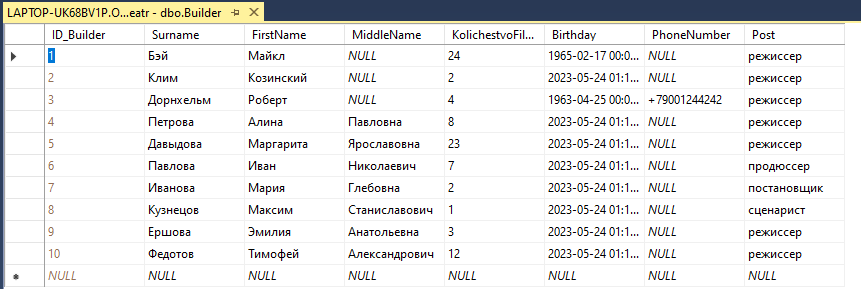 LAPTOP-UK68BV1P.O...eatr - dbo.Builder
ID_Builder Surname FirstName MiddleName KolichestvoFil... Birthday PhoneNumber Post
1 Бэй Майкл NULL 24 1965-02-17 00:0... NULL режиссер
2 Клим Козинский NULL 2 2023-05-24 01:1... NULL режиссер
3 Дорнхельм Роберт NULL 4 1963-04-25 00:0... +79001244242 режиссер
4 Петрова Алина Павловна 8 2023-05-24 01:1... NULL режиссер
5 Давыдова Маргарита Ярославовна 23 2023-05-24 01:1... NULL режиссер
6 Павлова Иван Николаевич 7 2023-05-24 01:1... NULL продюссер
7 Иванова Мария Глебовна 2 2023-05-24 01:1... NULL постановщик
8 Кузнецов Максим Станиславович 1 2023-05-24 01:1... NULL сценарист
9 Ершова Эмилия Анатольевна 3 2023-05-24 01:1... NULL режиссер
10 Федотов Тимофей Александрович 12 2023-05-24 01:1... NULL режиссер
NULL NULL NULL NULL NULL NULL NULL NULL